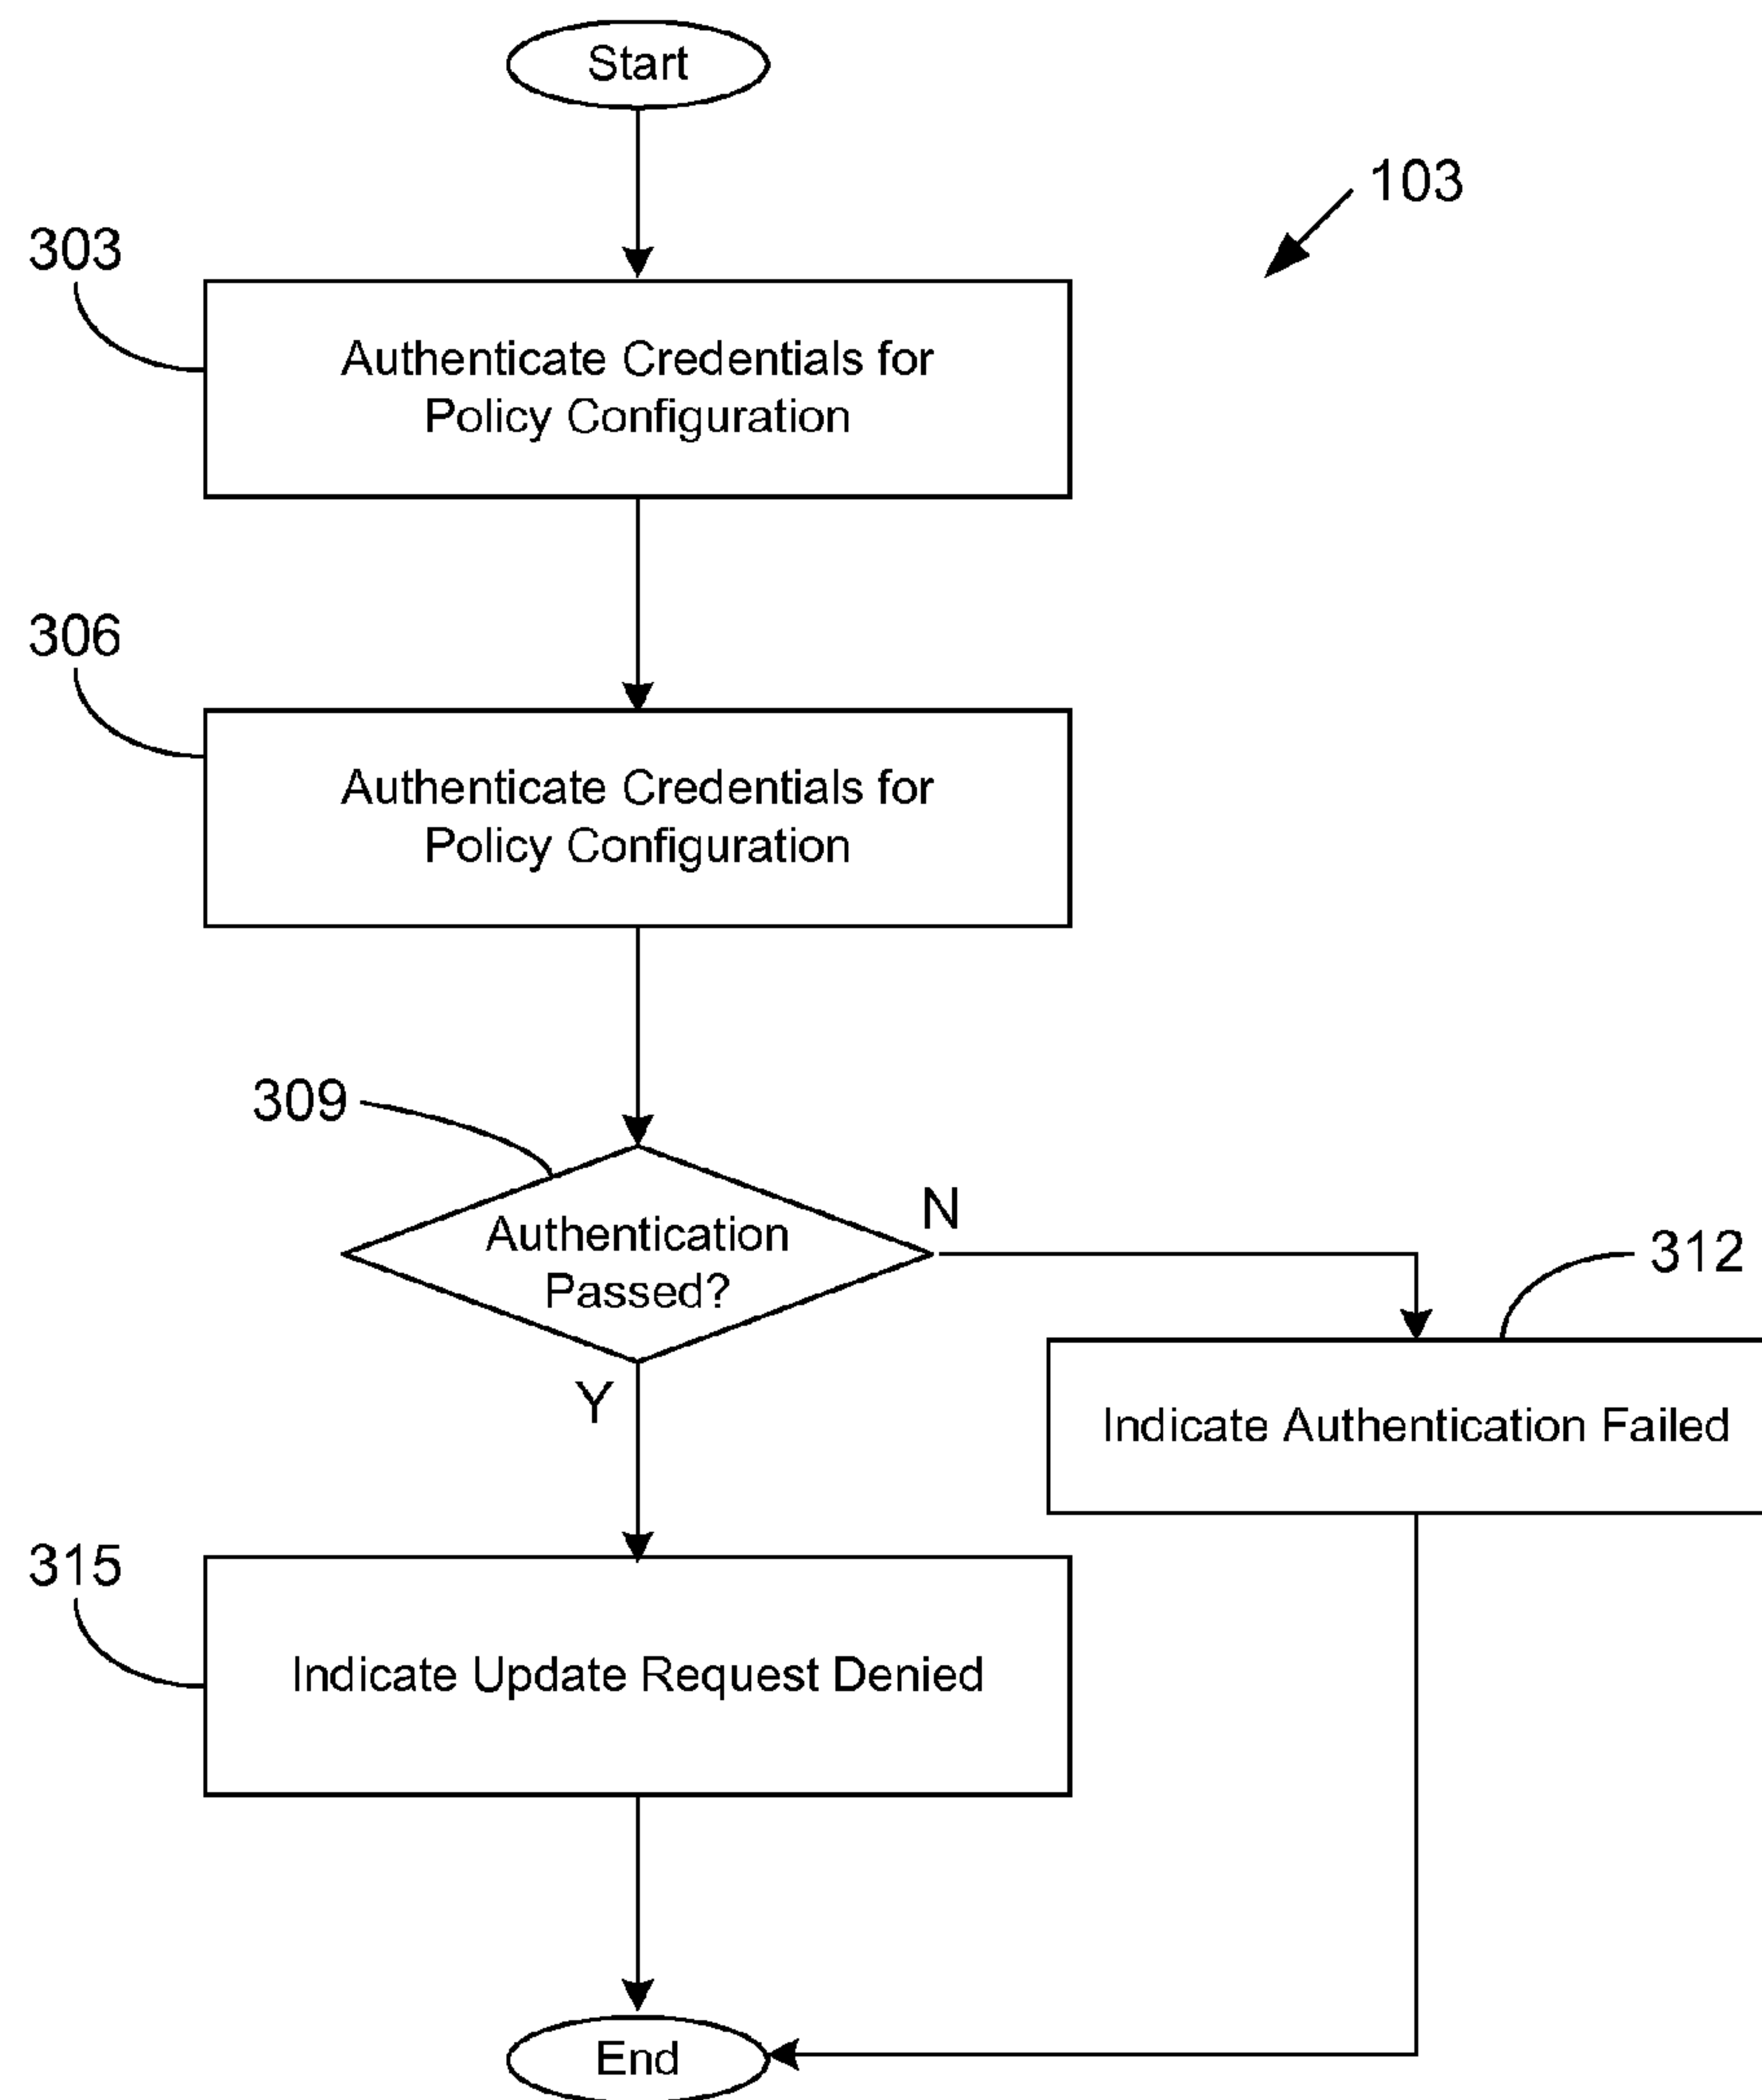 Start
103
303
Authenticate Credentials for
Policy Configuration
306
Authenticate Credentials for
Policy Configuration
309
Authentication
Passed?
N
312
Y
Indicate Authentication Failed
315
Indicate Update Request Denied
End